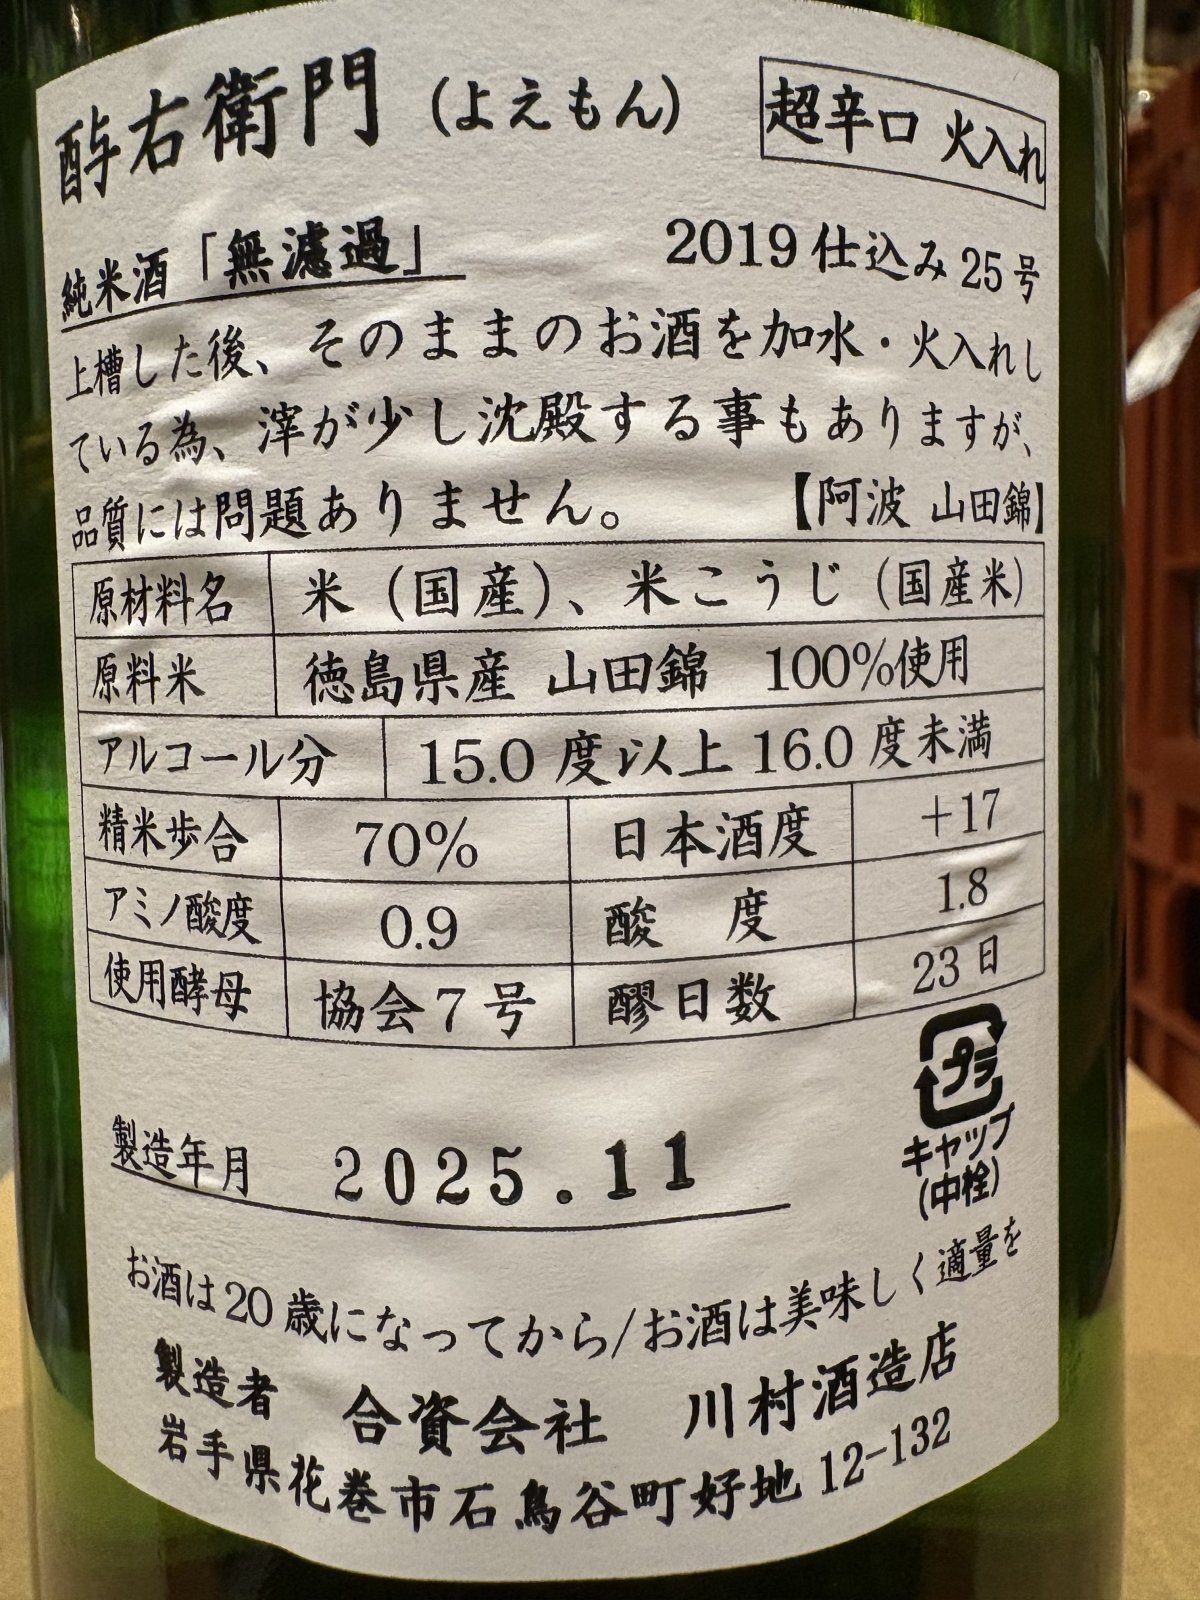 酉与右衛門 (よえもん) 超辛口 火入れ
純米酒「無濾過」 2019 仕込み 25号
上槽した後、そのままのお酒を加水・火入れし
ている為、滓が少し沈殿する事もありますが、
品質には問題ありません。 【阿波 山田錦】
原材料名 米 (国産)、米こうじ (国産米)
原料米 徳島県産 山田錦 100%使用
アルコール分 15.0 度以上 16.0 度未満
精米歩合 70% 日本酒度 +17
アミノ酸度 0.9 酸 度 1.8
使用酵母 協会7号 醪日数 23日
プラ
キャップ
(中栓)
製造年月 2025.11
お酒は20歳になってから/お酒は美味しく適量を
製造者 合資会社 川村酒造店
岩手県花巻市石鳥谷町好地 12-132